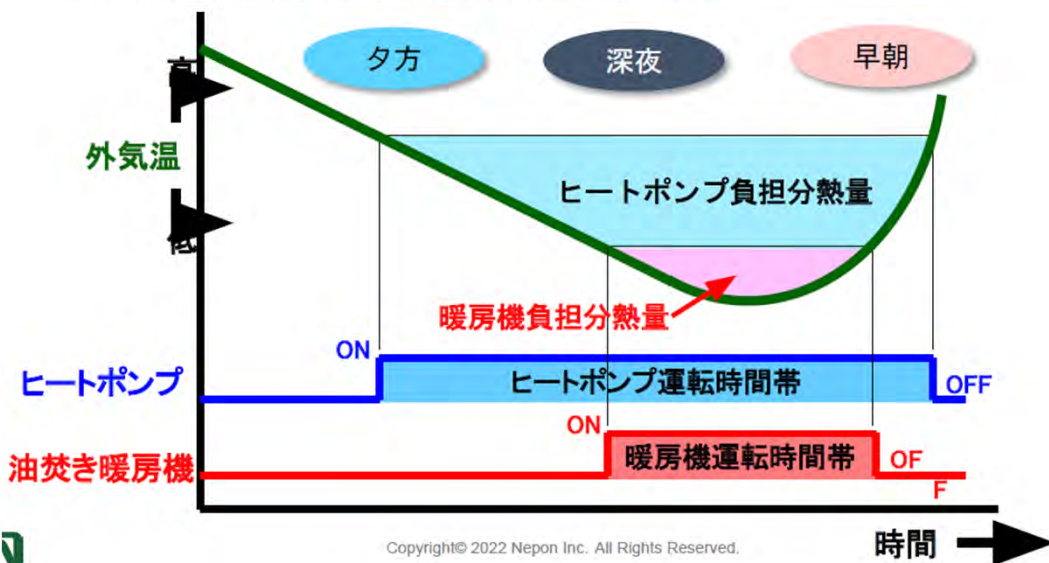 夕方
深夜
早朝
高
外気温
低
ヒートポンプ負担分熱量
暖房機負担分熱量
ON
ヒートポンプ
ヒートポンプ運転時間帯
OFF
ON
油焚き暖房機
暖房機運転時間帯
OF
F
Copyright© 2022 Nepon Inc. All Rights Reserved.
時間